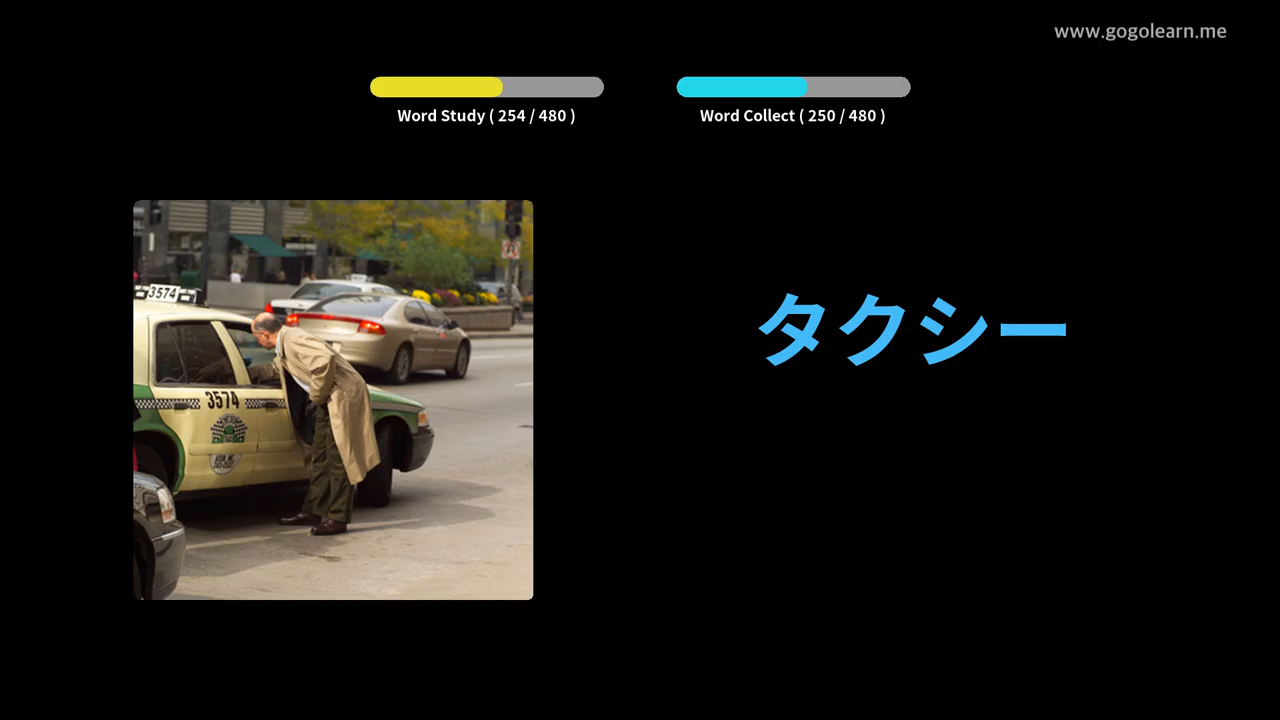 www.gogolearn.me
Word Study ( 254 / 480 )
Word Collect ( 250 / 480 )
タクシー
3574
3574